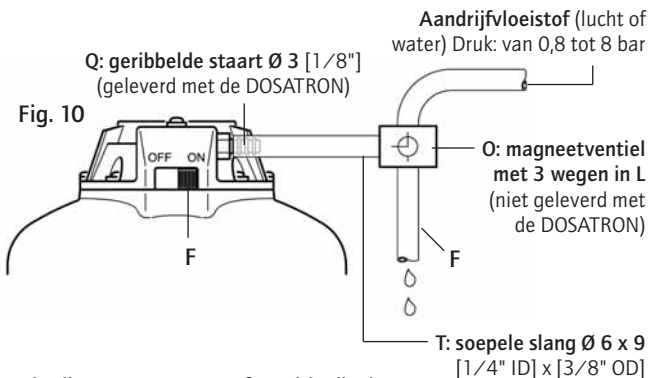 Aandrijfvloeistof (lucht of
water) Druk: van 0,8 tot 8 bar
Q: geribbelde staart Ø 3 [1/8"]
(geleverd met de DOSATRON)
Fig. 10
OFF ON
O: magneetventiel
met 3 wegen in L
(niet geleverd met
de DOSATRON)
F
F
T: soepele slang Ø 6 x 9
[1/4" ID] x [3/8" OD]